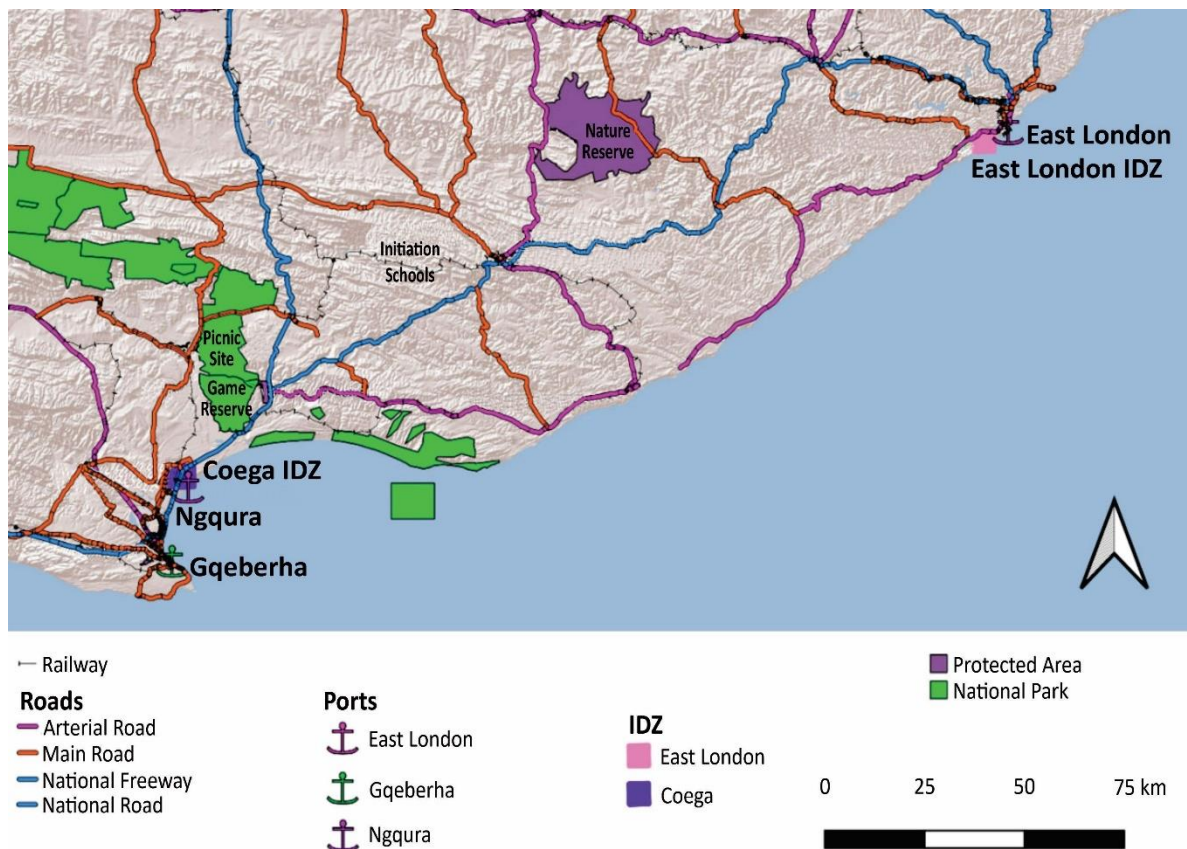 Nature
Reserve
East London
East London IDZ
Initiation
Schools
Picnic
Site
Game
Reserve
Coega IDZ
Ngqura
Gqeberha
Railway
Roads
Arterial Road
Main Road
National Freeway
National Road
Ports
East London
Gqeberha
Ngqura
IDZ
East London
Coega
Protected Area
National Park
0 25 50 75 km